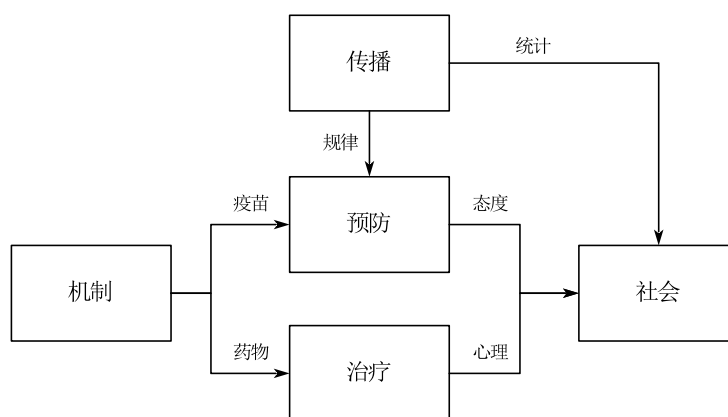 传播
统计
规律
疫苗
预防
态度
机制
社会
药物
治疗
心理